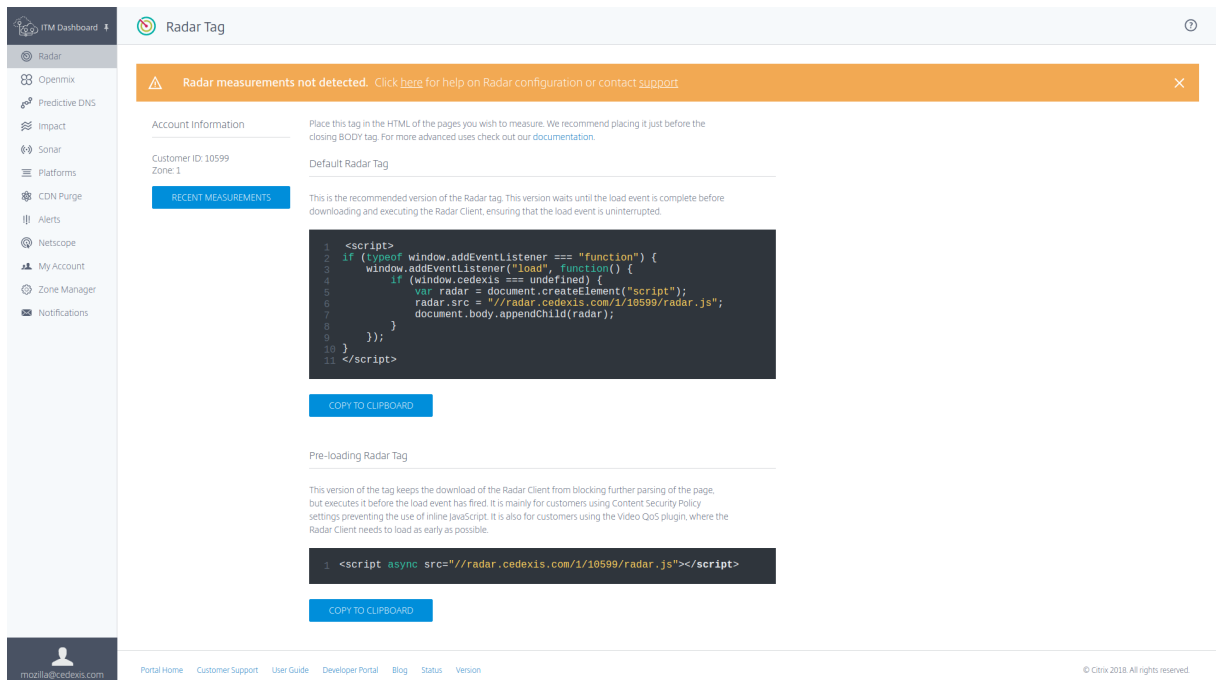 ITM Dashboard
Radar Tag
Radar
Openmix
Predictive DNS
Impact
Sonar
Platforms
CDN Purge
Alerts
Netscope
My Account
Zone Manager
Notifications
mozilla@cedexis.com
Radar measurements not detected. Click here for help on Radar configuration or contact support
Account Information
Customer ID: 10599
Zone: 1
RECENT MEASUREMENTS
Place this tag in the HTML of the pages you wish to measure. We recommend placing it just before the
closing BODY tag. For more advanced uses check out our documentation.
Default Radar Tag
This is the recommended version of the Radar tag. This version waits until the load event is complete before
downloading and executing the Radar Client, ensuring that the load event is uninterrupted.
1 <script>
2 if (typeof window.addEventListener === "function") {
3     window.addEventListener("load", function() {
4         if (window.cedexis === undefined) {
5             var radar = document.createElement("script");
6             radar.src = "//radar.cedexis.com/1/10599/radar.js";
7             document.body.appendChild(radar);
8         }
9     });
10 }
11 </script>
COPY TO CLIPBOARD
Pre-loading Radar Tag
This version of the tag keeps the download of the Radar Client from blocking further parsing of the page,
but executes it before the load event has fired. It is mainly for customers using Content Security Policy
settings preventing the use of inline JavaScript. It is also for customers using the Video QoS plugin, where the
Radar Client needs to load as early as possible.
1 <script async src="//radar.cedexis.com/1/10599/radar.js"></script>
COPY TO CLIPBOARD
Portal Home Customer Support User Guide Developer Portal Blog Status Version
© Citrix 2018. All rights reserved.